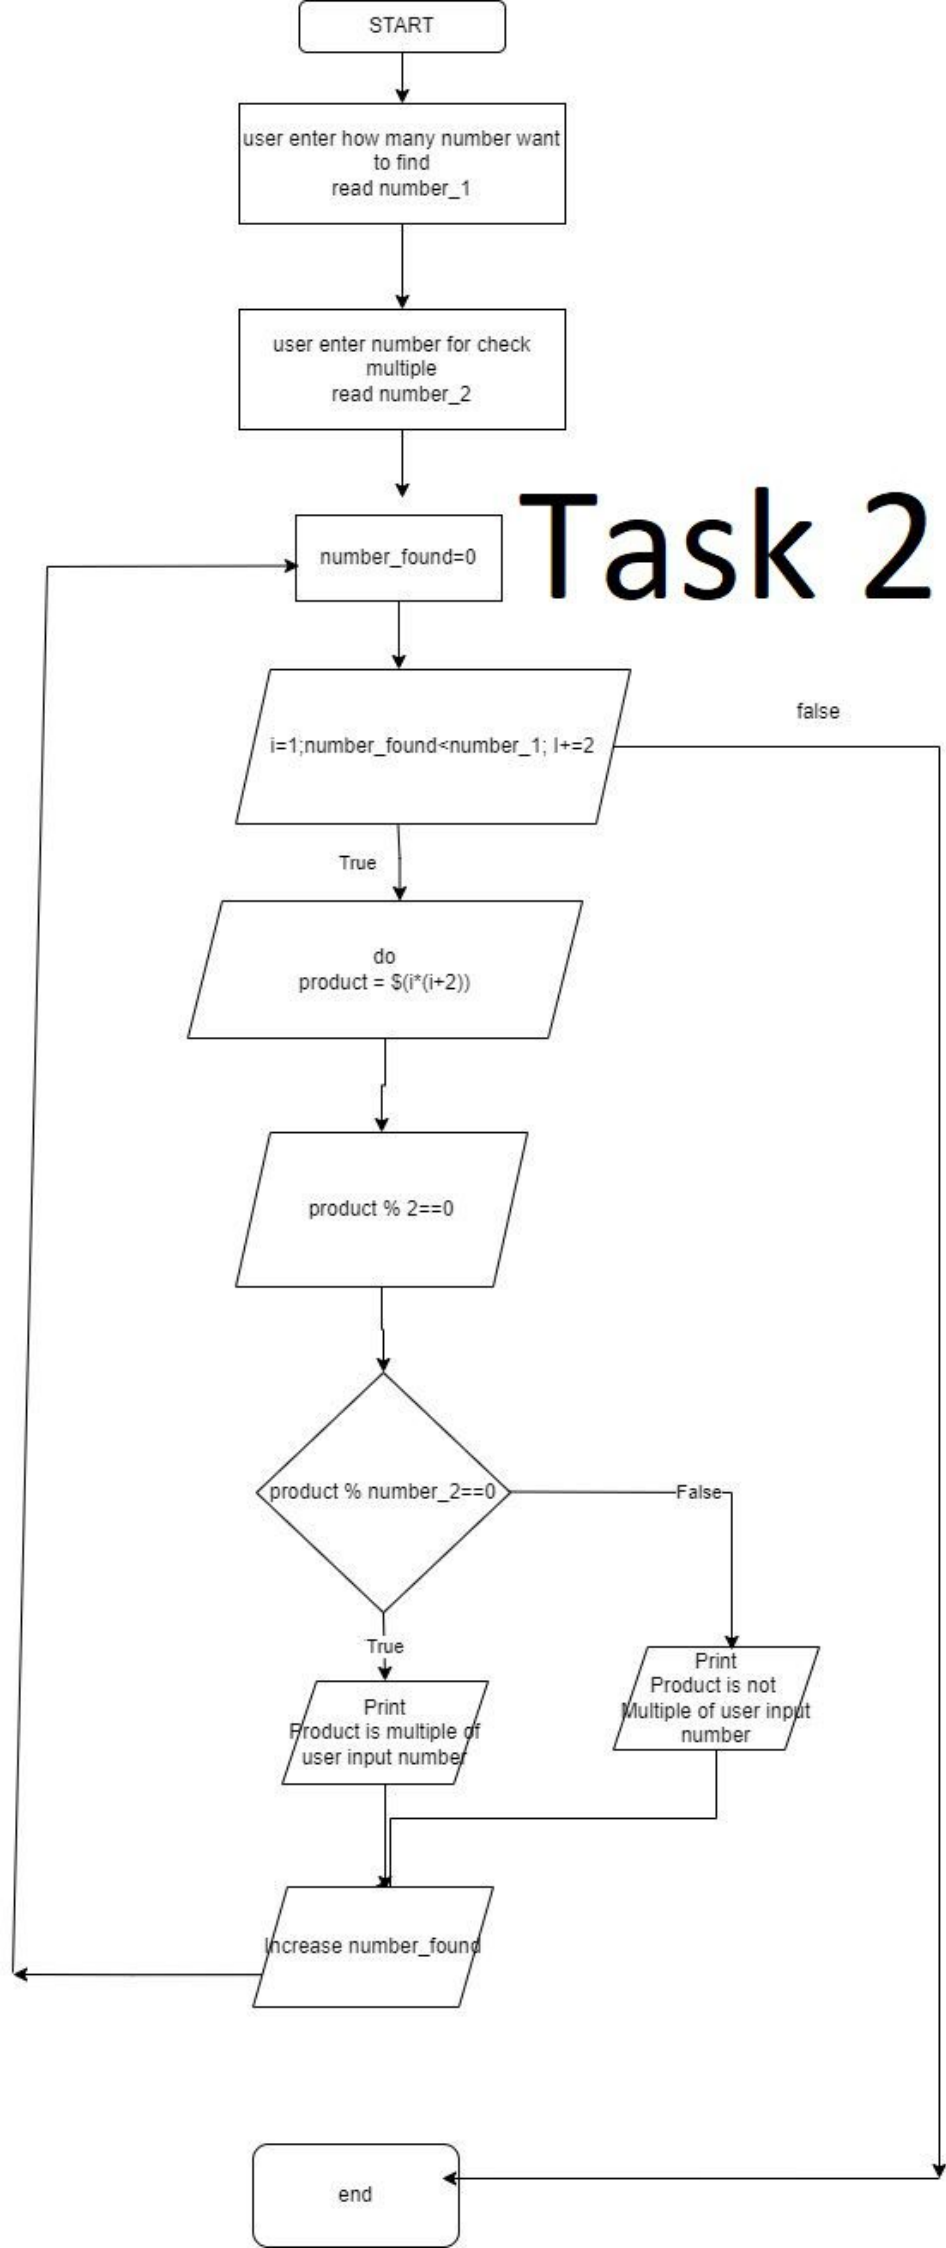 START
user enter how many number want
to find
read number_1
user enter number for check
multiple
read number_2
Task 2
number_found=0
false
i=1;number_found<number_1; I+=2
True
do
product = $(i*(i+2))
product % 2==0
product % number_2==0
False
True
Print
Product is not
Multiple of user input
number
Print
Product is multiple of
user input number
Increase number_found
end